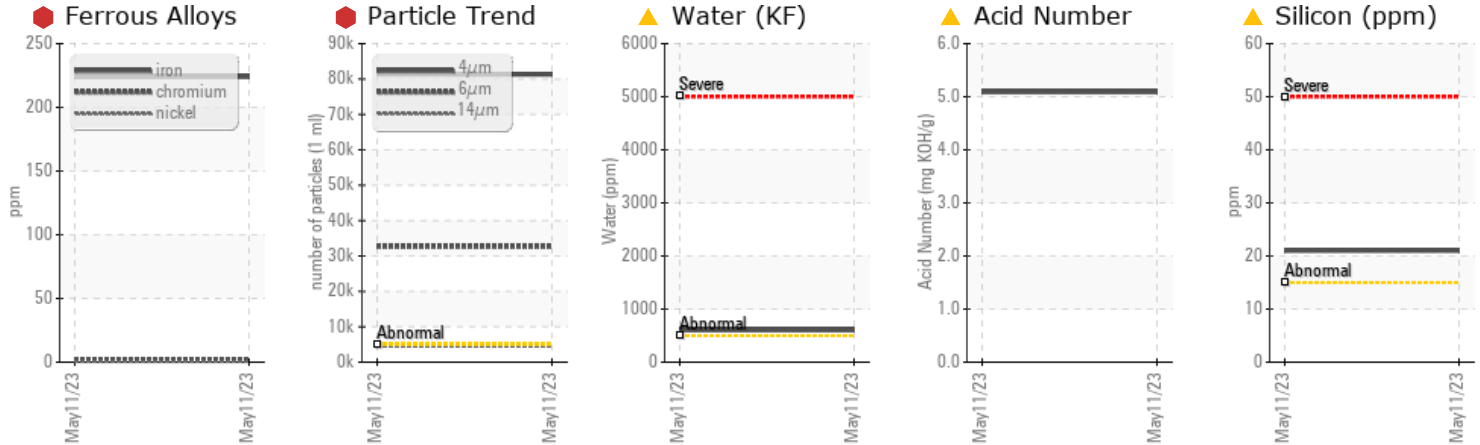 Ferrous Alloys
250
200
150
100
50
0
ppm
iron
chromium
nickel
May11/23
May11/23
Particle Trend
90k
80k
70k
60k
50k
40k
30k
20k
10k
0k
number of particles (1 ml)
4μm
6μm
14μm
Abnormal
May11/23
May11/23
Water (KF)
6000
5000
4000
3000
2000
1000
0
Water (ppm)
Severe
Abnormal
May11/23
May11/23
Acid Number
6.0
5.0
4.0
3.0
2.0
1.0
0.0
Acid Number (mg KOH/g)
May11/23
May11/23
Silicon (ppm)
60
50
40
30
20
10
0
ppm
Severe
Abnormal
May11/23
May11/23